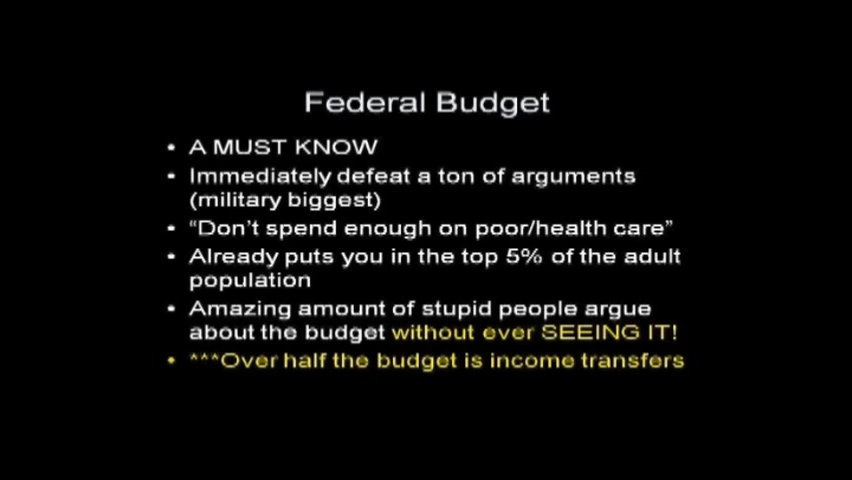 Federal Budget
• A MUST KNOW
• Immediately defeat a ton of arguments
(military biggest)
• “Don’t spend enough on poor/health care”
• Already puts you in the top 5% of the adult
population
• Amazing amount of stupid people argue
about the budget without ever SEEING IT!
• ***Over half the budget is income transfers